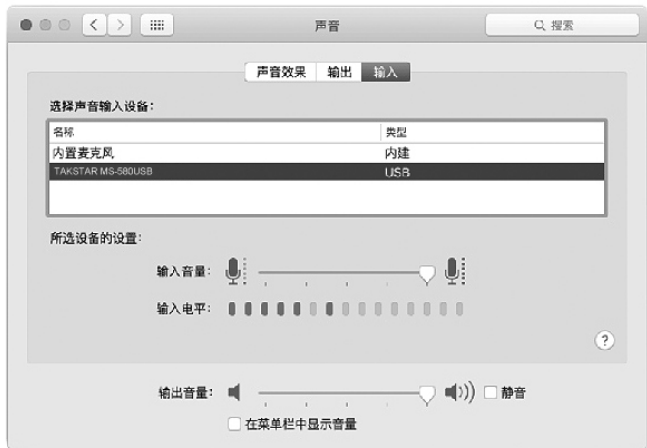 声音
搜索
声音效果 输出 输入
选择声音输入设备：
名称 类型
内置麦克风 内建
TAKSTAR MS-580USB USB
所选设备的设置：
输入音量：
输入电平：
?
输出音量： 静音
在菜单栏中显示音量